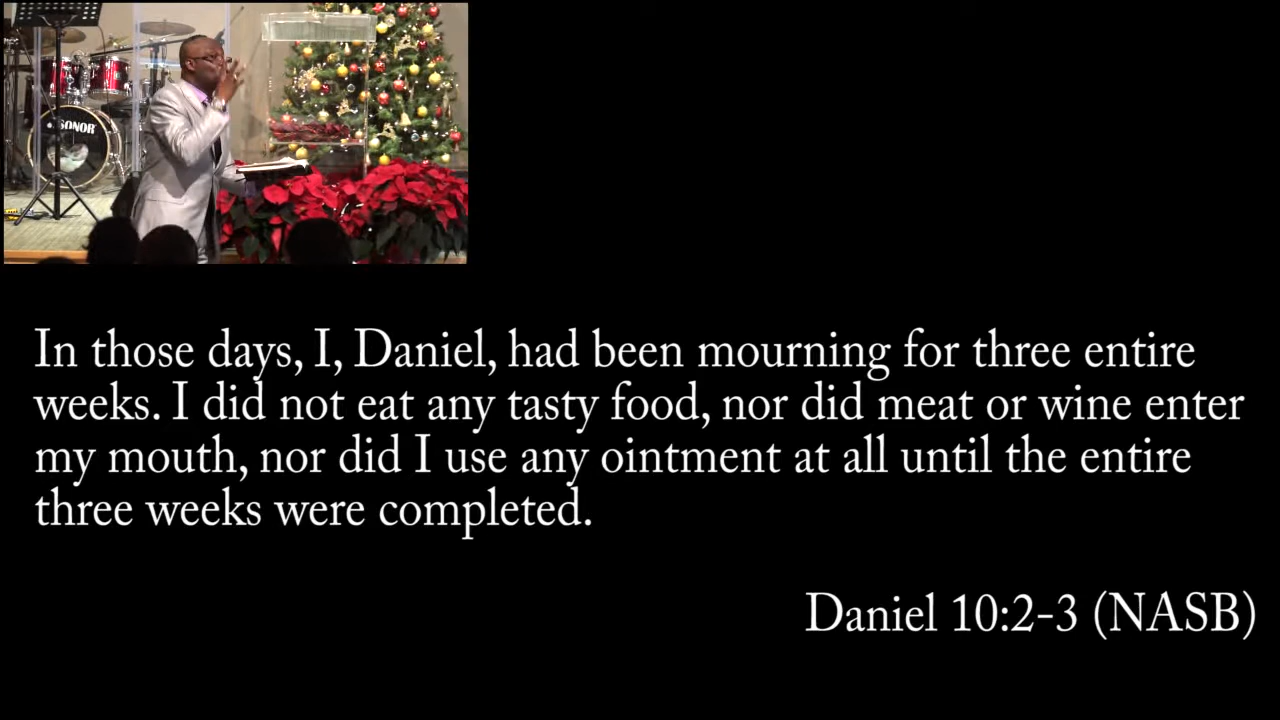 SONOR
In those days, I, Daniel, had been mourning for three entire
weeks. I did not eat any tasty food, nor did meat or wine enter
my mouth, nor did I use any ointment at all until the entire
three weeks were completed.
Daniel 10:2-3 (NASB)